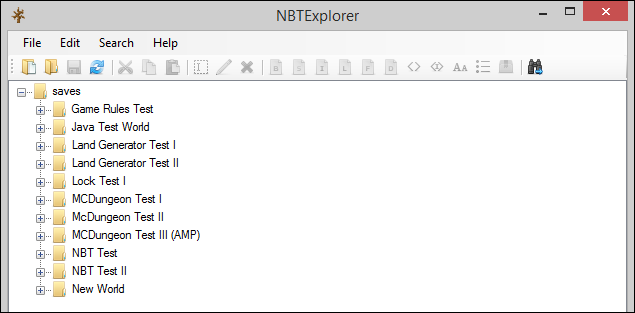 NBTExplorer
File Edit Search Help
B S I L F D Aa
saves
Game Rules Test
Java Test World
Land Generator Test I
Land Generator Test II
Lock Test I
MCDungeon Test I
McDungeon Test II
MCDungeon Test III (AMP)
NBT Test
NBT Test II
New World